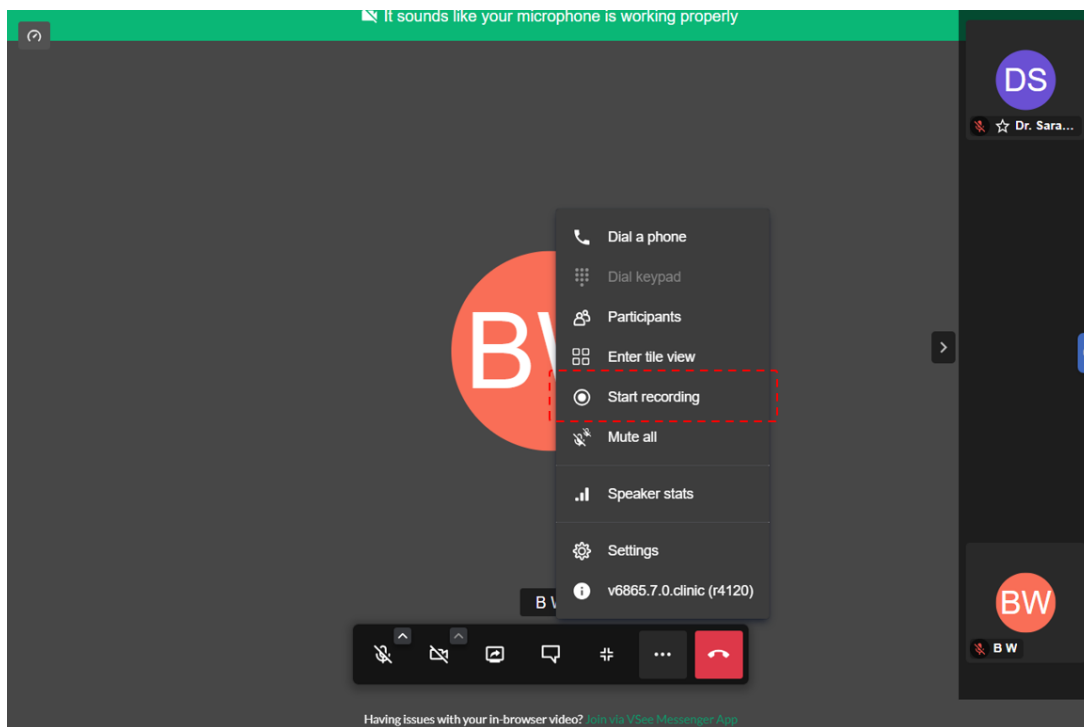 It sounds like your microphone is working properly
DS
Dr. Sara...
Dial a phone
Dial keypad
Participants
Enter tile view
BW
Start recording
Mute all
Speaker stats
Settings
v6865.7.0.clinic (r4120)
B
BW
B W
Having issues with your in-browser video? Join via VSee Messenger App